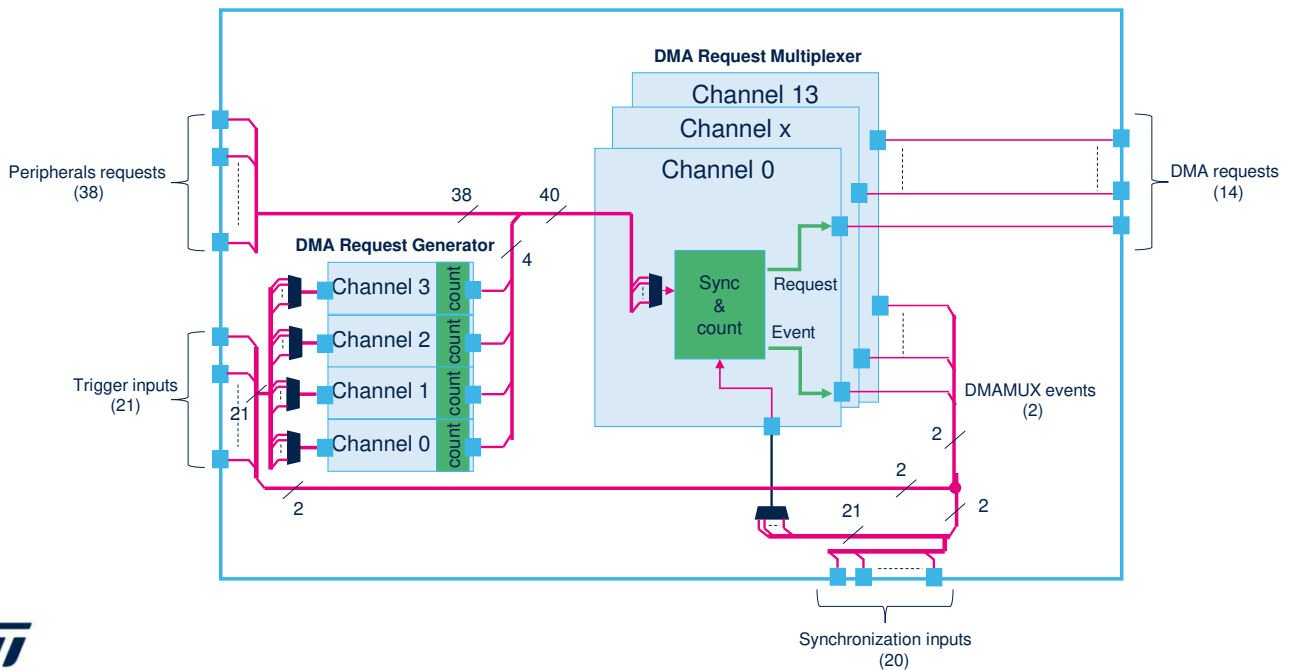 DMA Request Multiplexer
Channel 13
Channel x
Channel 0
Peripherals requests
(38)
DMA requests
(14)
38
40
DMA Request Generator
4
Channel 3
count
Channel 2
count
Channel 1
count
Channel 0
count
Sync
&
count
Request
Event
Trigger inputs
(21)
21
DMAMUX events
(2)
2
2
2
2
21
Synchronization inputs
(20)